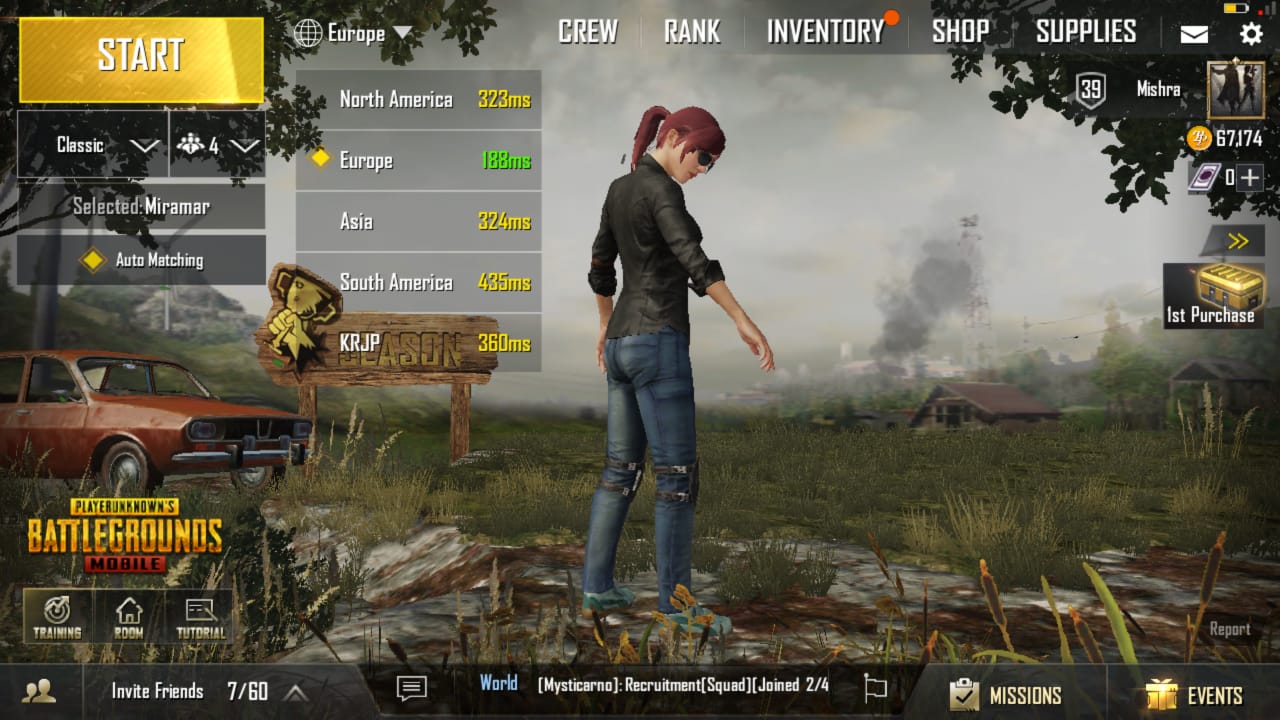 START
Europe
CREW
RANK
INVENTORY
SHOP
SUPPLIES
39
Mishra
67,174
0
Classic
4
Selected:Miramar
Auto Matching
North America 323ms
Europe 188ms
Asia 324ms
South America 435ms
KRJP 360ms
SEASON
1st Purchase
PLAYERUNKNOWN'S
BATTLEGROUNDS
MOBILE
TRAINING
ROOM
TUTORIAL
Report
Invite Friends 7/60
World [Mysticarno]: Recruitment[Squad][Joined 2/4
MISSIONS
EVENTS